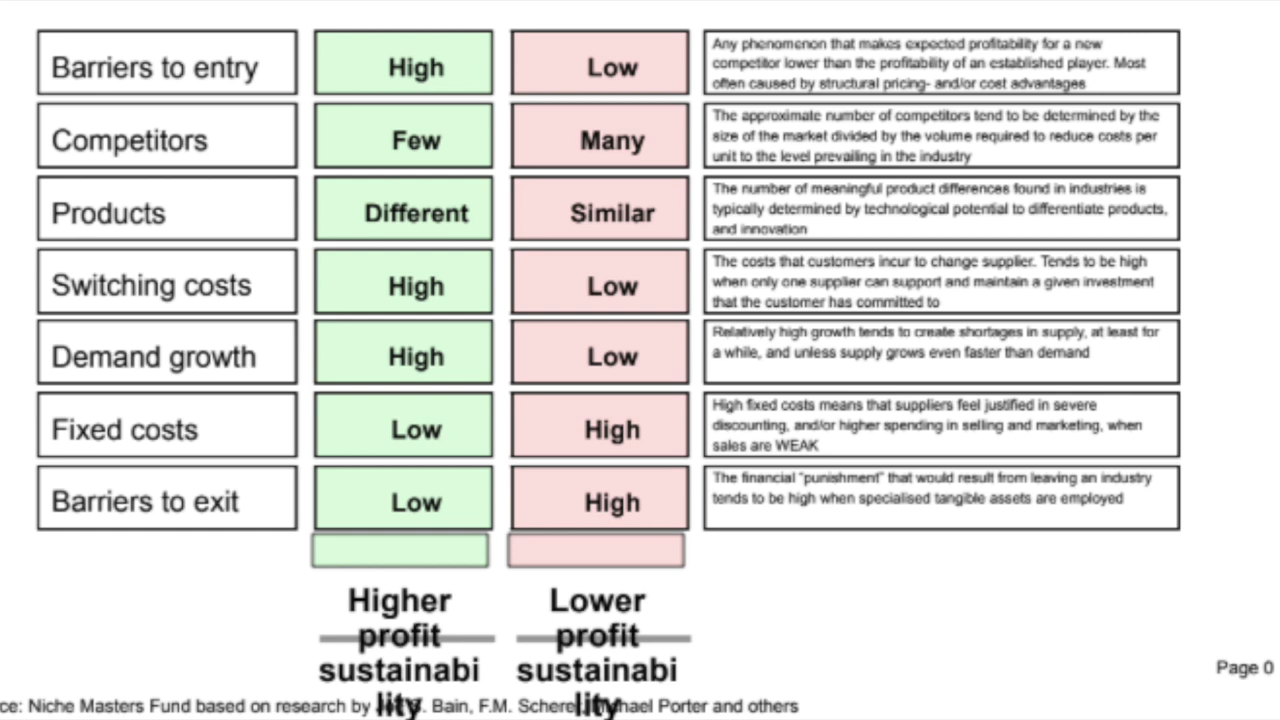 Barriers to entry
High
Low
Any phenomenon that makes expected profitability for a new
competitor lower than the profitability of an established player. Most
often caused by structural pricing- and/or cost advantages
Competitors
Few
Many
The approximate number of competitors tend to be determined by the
size of the market divided by the volume required to reduce costs per
unit to the level prevailing in the industry
Products
Different
Similar
The number of meaningful product differences found in industries is
typically determined by technological potential to differentiate products,
and innovation
Switching costs
High
Low
The costs that customers incur to change supplier. Tends to be high
when only one supplier can support and maintain a given investment
that the customer has committed to
Demand growth
High
Low
Relatively high growth tends to create shortages in supply, at least for
a while, and unless supply grows even faster than demand
Fixed costs
Low
High
High fixed costs means that suppliers feel justified in severe
discounting, and/or higher spending in selling and marketing, when
sales are WEAK
Barriers to exit
Low
High
The financial "punishment" that would result from leaving an industry
tends to be high when specialised tangible assets are employed
Higher
profit
sustainabi
lity
Lower
profit
sustainabi
lity
Page 0
ce: Niche Masters Fund based on research by S. Bain, F.M. Scherer, Michael Porter and others